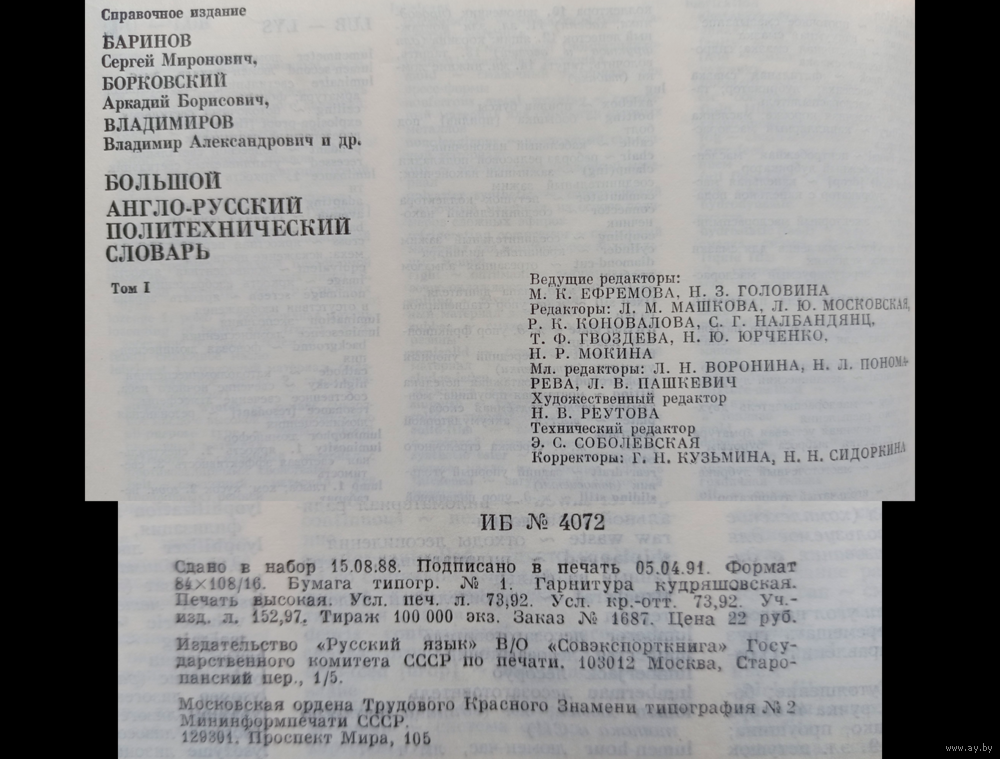 Справочное издание
БАРИНОВ
Сергей Миронович,
БОРКОВСКИЙ
Аркадий Борисович,
ВЛАДИМИРОВ
Владимир Александрович и др.
БОЛЬШОЙ
АНГЛО-РУССКИЙ
ПОЛИТЕХНИЧЕСКИЙ
СЛОВАРЬ
Том I
Ведущие редакторы:
М. К. ЕФРЕМОВА, Н. З. ГОЛОВИНА
Редакторы: Л. М. МАШКОВА, Л. Ю. МОСКОВСКАЯ,
Р. К. КОНОВАЛОВА, С. Г. НАЛБАНДЯНЦ,
Т. Ф. ГВОЗДЕВА, Н. Ю. ЮРЧЕНКО,
Н. Р. МОКИНА
Мл. редакторы: Л. Н. ВОРОНИНА, Н. Л. ПОНОМА-
РЕВА, Л. В. ПАШКЕВИЧ
Художественный редактор
Н. В. РЕУТОВА
Технический редактор
Э. С. СОБОЛЕВСКАЯ
Корректоры: Г. Н. КУЗЬМИНА, Н. Н. СИДОРКИНА
ИБ № 4072
Сдано в набор 15.08.88. Подписано в печать 05.04.91. Формат
84×108/16. Бумага типогр. № 1. Гарнитура кудряшовская.
Печать высокая. Усл. печ. л. 73,92. Усл. кр.-отт. 73,92. Уч.-
изд. л. 152,97. Тираж 100 000 экз. Заказ № 1687. Цена 22 руб.
Издательство «Русский язык» В/О «Совэкспорткнига» Госу-
дарственного комитета СССР по печати. 103012 Москва, Старо-
панский пер., 1/5.
Московская ордена Трудового Красного Знамени типография № 2
Мининформпечати СССР.
129301. Проспект Мира, 105
www.ay.by